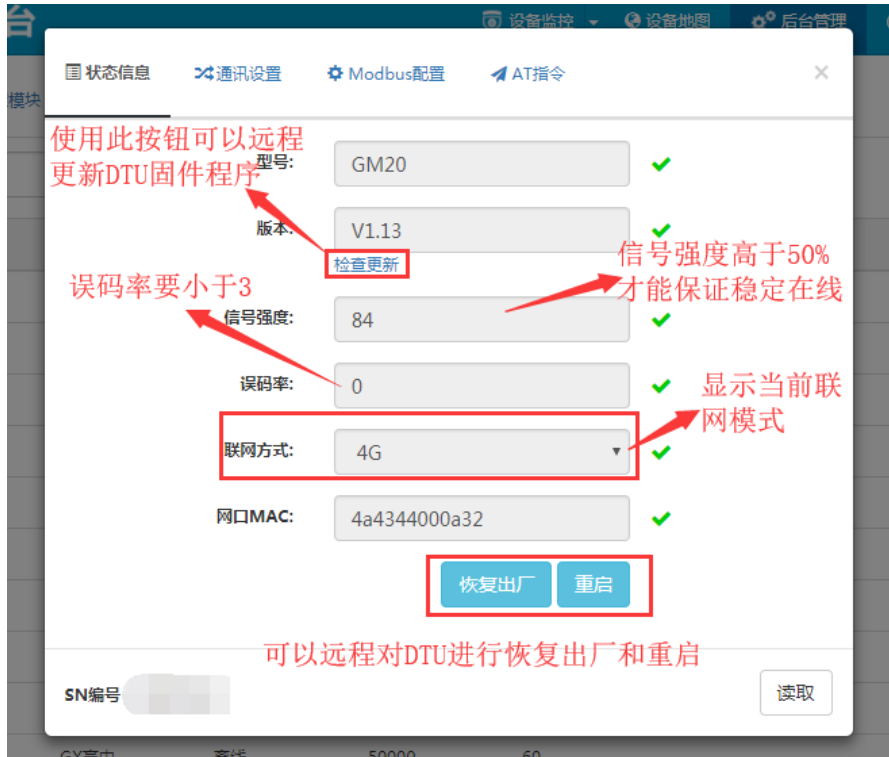 台
设备监控 设备地图 后台管理
状态信息 通讯设置 Modbus配置 AT指令 ×
模块
使用此按钮可以远程
更新DTU固件程序
型号: GM20
版本: V1.13
检查更新
信号强度高于50%
才能保证稳定在线
误码率要小于3
信号强度: 84
误码率: 0
显示当前联
网模式
联网方式: 4G
网口MAC: 4a4344000a32
恢复出厂 重启
可以远程对DTU进行恢复出厂和重启
SN编号
读取
离线 50000 60